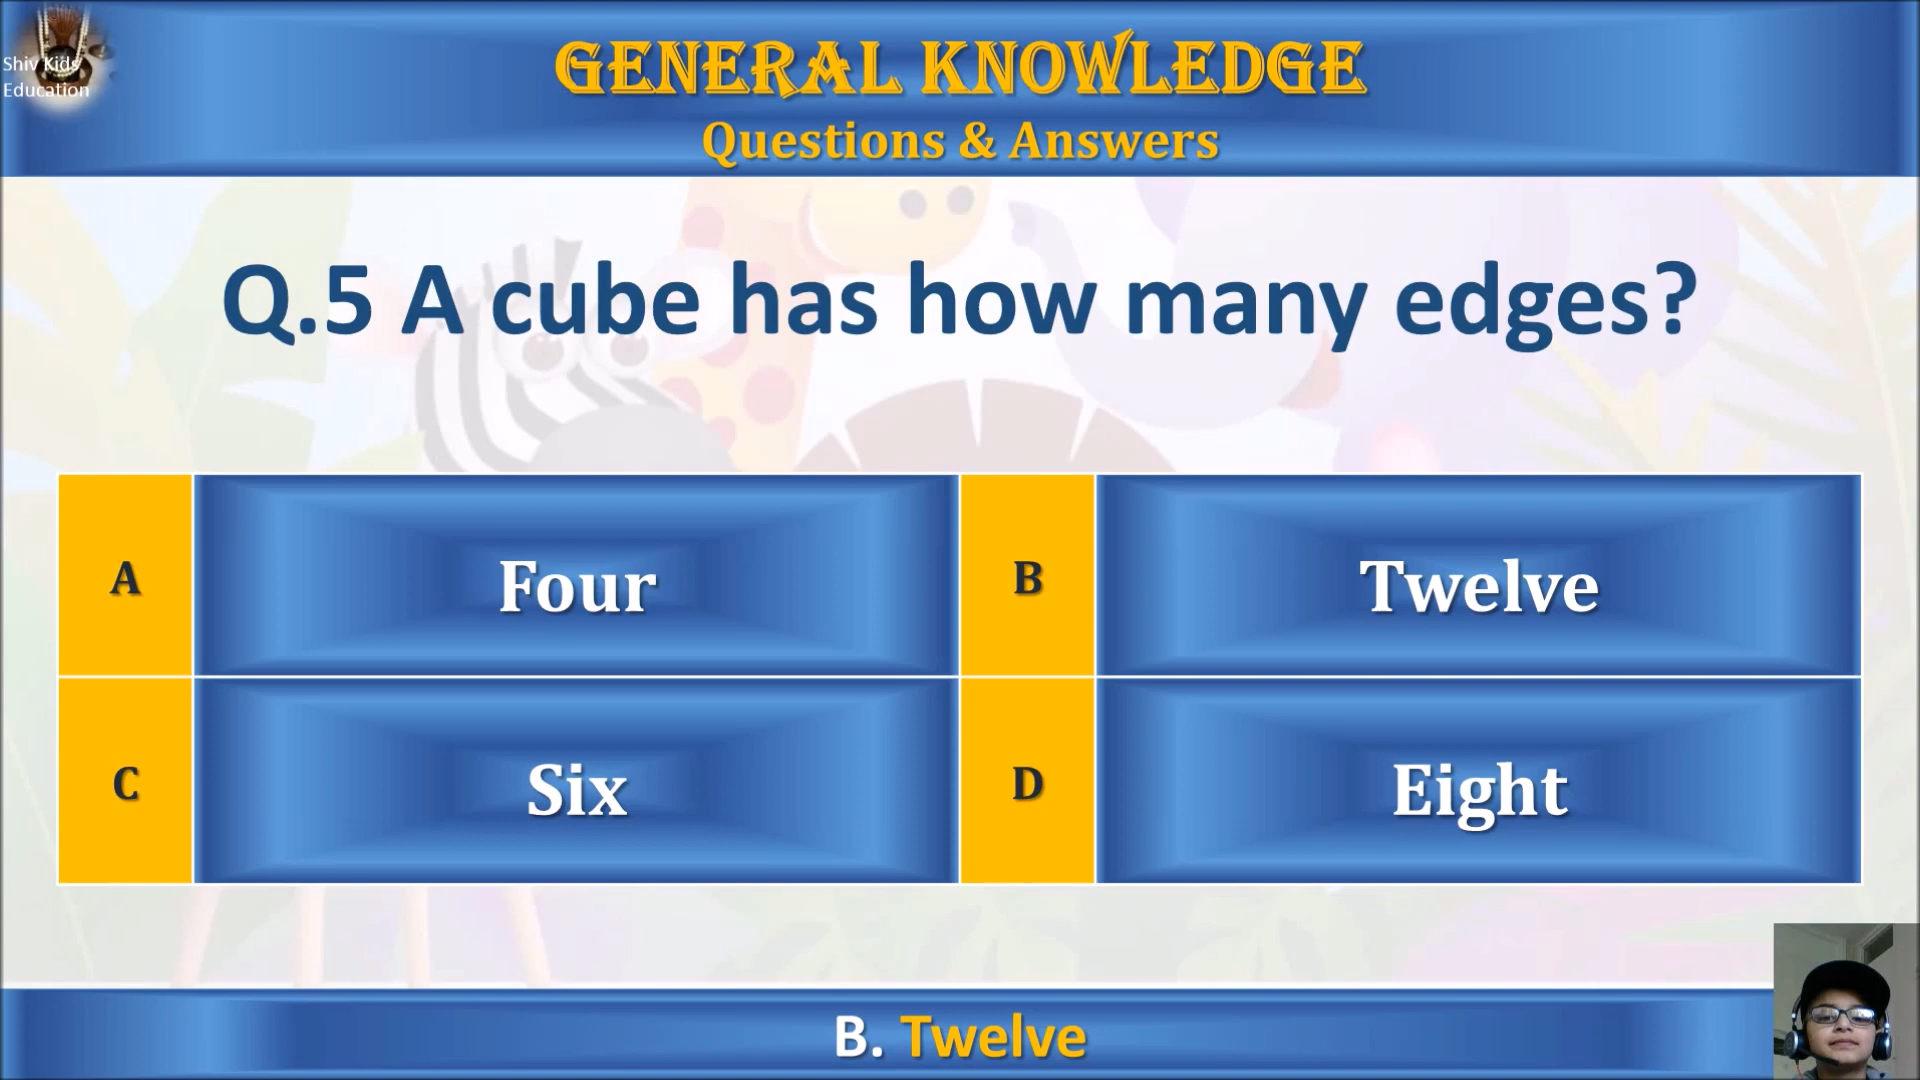 Shiv Kids
Education
GENERAL KNOWLEDGE
Questions & Answers
Q.5 A cube has how many edges?
A
Four
B
Twelve
C
Six
D
Eight
B. Twelve